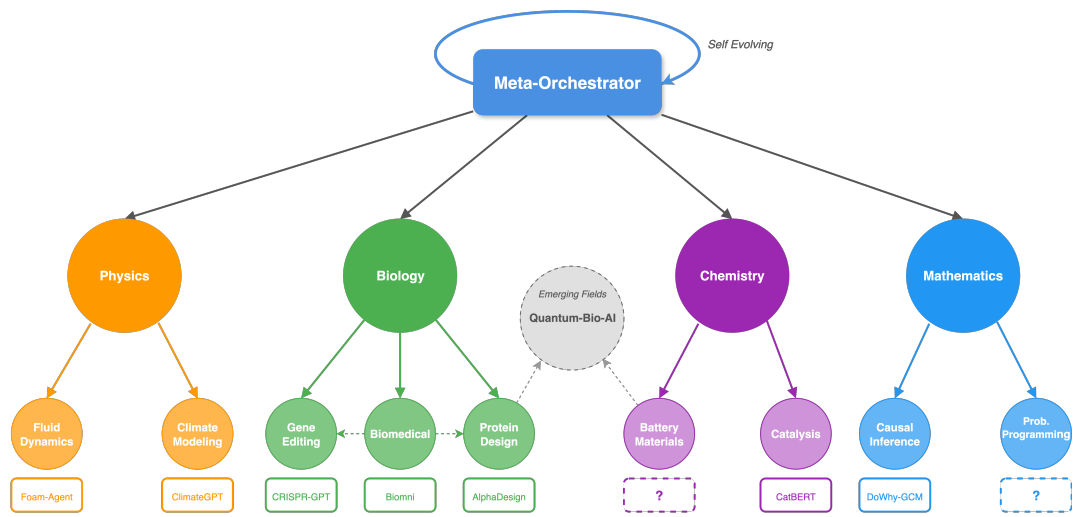 Self Evolving
Meta-Orchestrator
Physics
Biology
Chemistry
Mathematics
Emerging Fields
Quantum-Bio-AI
Fluid
Dynamics
Climate
Modeling
Gene
Editing
Biomedical
Protein
Design
Battery
Materials
Catalysis
Causal
Inference
Prob.
Programming
Foam-Agent
ClimateGPT
CRISPR-GPT
Biomni
AlphaDesign
?
CatBERT
DoWhy-GCM
?